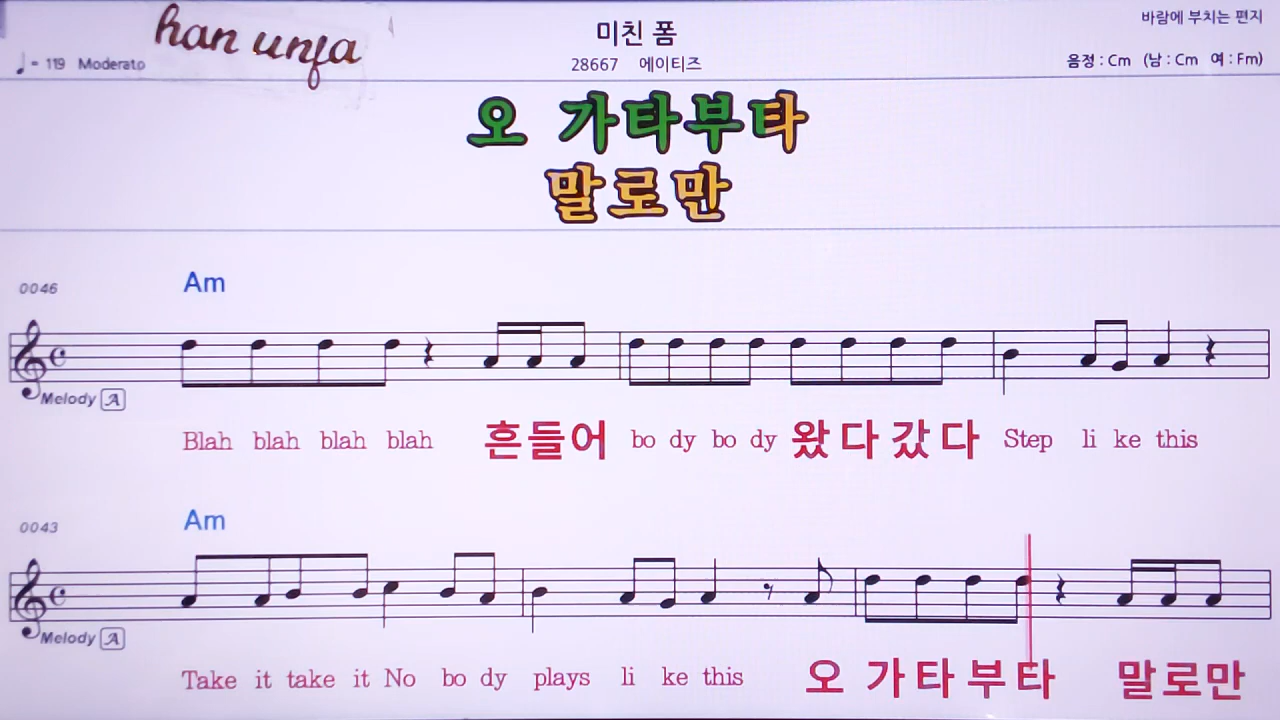 han unja
바람에 부치는 편지
미친 폼
♩= 119 Moderato
28667 에이티즈
음정 : Cm (남 : Cm 여 : Fm)
오 가타부타
말로만
0046
Am
Melody A
Blah blah blah blah 흔들어 bo dy bo dy 왔 다 갔 다 Step li ke this
0043
Am
Melody A
Take it take it No bo dy plays li ke this 오 가 타 부 타 말로만